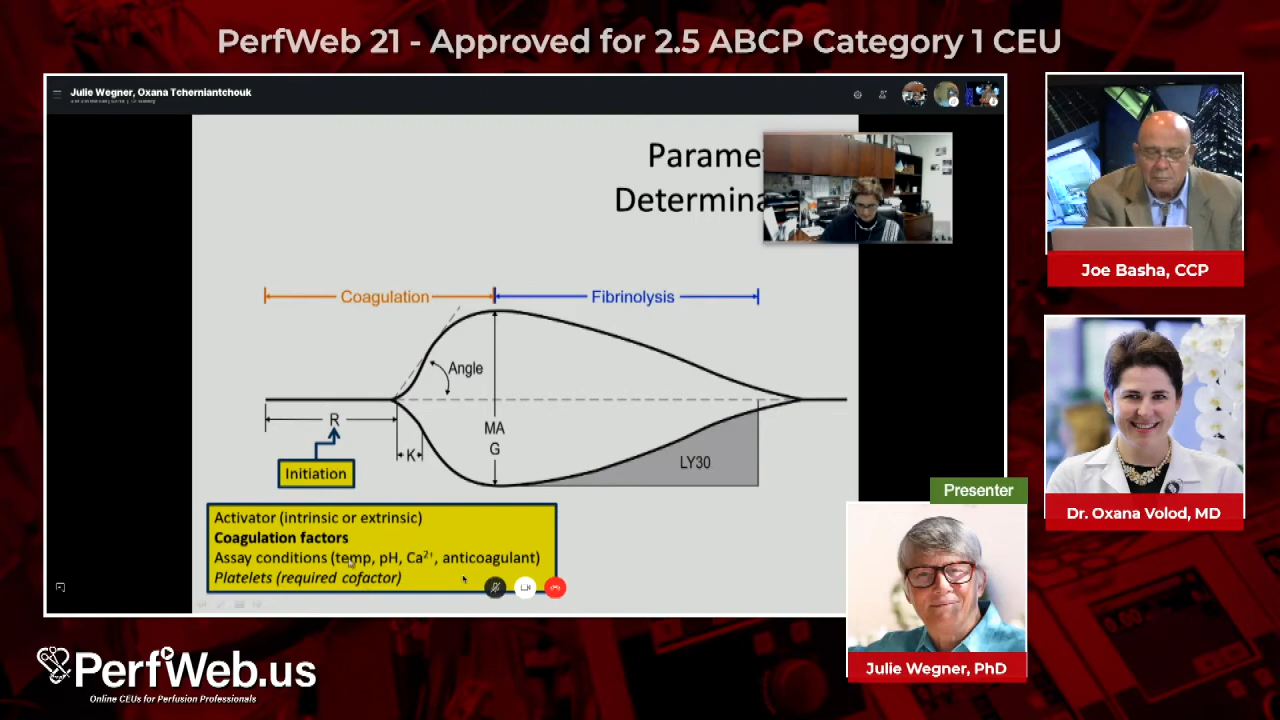 PerfWeb 21 - Approved for 2.5 ABCP Category 1 CEU
Julie Wegner, Oxana Tcherniantchouk
Parame
Determina
Coagulation
Fibrinolysis
Angle
R
MA
G
K
LY30
Initiation
Activator (intrinsic or extrinsic)
Coagulation factors
Assay conditions (temp, pH, Ca²⁺, anticoagulant)
Platelets (required cofactor)
Joe Basha, CCP
Dr. Oxana Volod, MD
Presenter
Julie Wegner, PhD
PerfWeb.us
Online CEUs for Perfusion Professionals